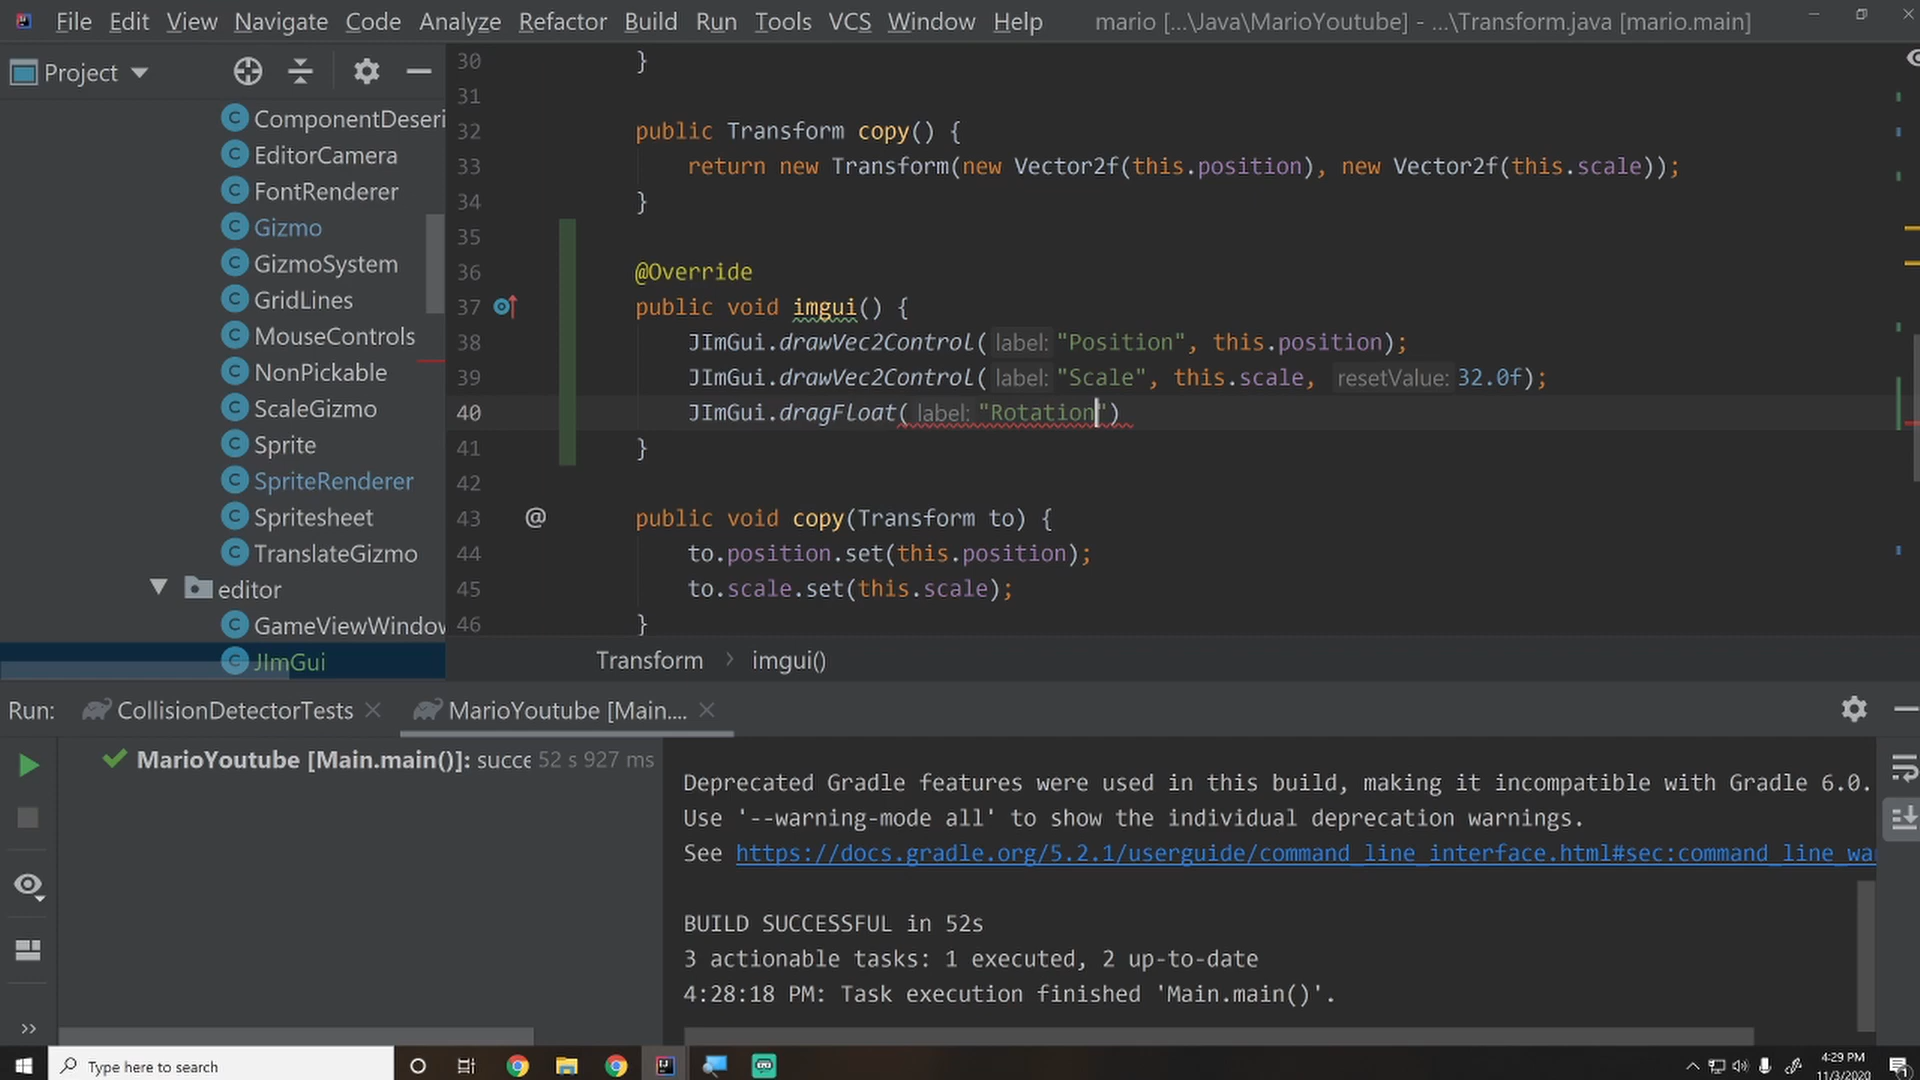 File Edit View Navigate Code Analyze Refactor Build Run Tools VCS Window Help mario [...\Java\MarioYoutube] - ...\Transform.java [mario.main]
Project
ComponentDeseri
EditorCamera
FontRenderer
Gizmo
GizmoSystem
GridLines
MouseControls
NonPickable
ScaleGizmo
Sprite
SpriteRenderer
Spritesheet
TranslateGizmo
editor
GameViewWindow
JImGui
30 }
31
32 public Transform copy() {
33 return new Transform(new Vector2f(this.position), new Vector2f(this.scale));
34 }
35
36 @Override
37 public void imgui() {
38 JImGui.drawVec2Control( label: "Position", this.position);
39 JImGui.drawVec2Control( label: "Scale", this.scale, resetValue: 32.0f);
40 JImGui.dragFloat( label: "Rotation")
41 }
42
43 @ public void copy(Transform to) {
44 to.position.set(this.position);
45 to.scale.set(this.scale);
46 }
Transform › imgui()
Run: CollisionDetectorTests MarioYoutube [Main....
MarioYoutube [Main.main()]: succe 52 s 927 ms
Deprecated Gradle features were used in this build, making it incompatible with Gradle 6.0.
Use '--warning-mode all' to show the individual deprecation warnings.
See https://docs.gradle.org/5.2.1/userguide/command_line_interface.html#sec:command_line_wa
BUILD SUCCESSFUL in 52s
3 actionable tasks: 1 executed, 2 up-to-date
4:28:18 PM: Task execution finished 'Main.main()'.
Type here to search
4:29 PM
11/3/2020